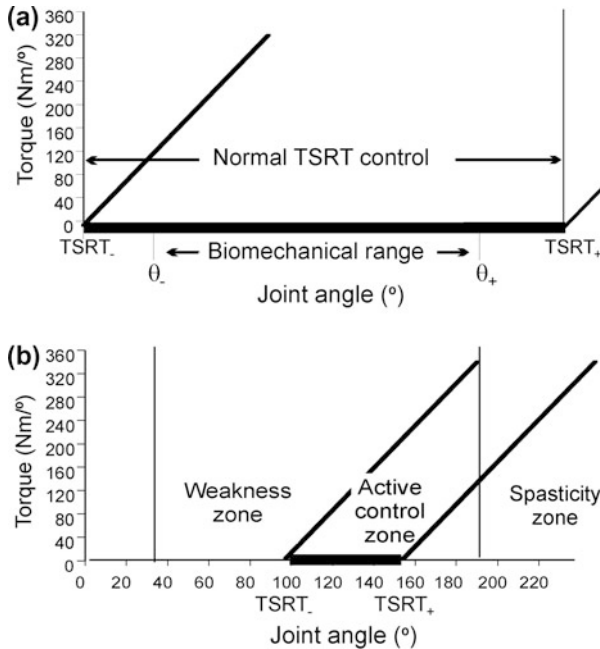 (a)
360
320
280
240
200
160
120
80
40
0
Torque (Nm/º)
Normal TSRT control
TSRT- Biomechanical range TSRT+
θ- θ+
Joint angle (º)
(b)
360
320
280
240
200
160
120
80
40
0
Torque (Nm/º)
Weakness zone
Active control zone
Spasticity zone
0 20 40 60 80 100 120 140 160 180 200 220
TSRT- TSRT+
Joint angle (º)